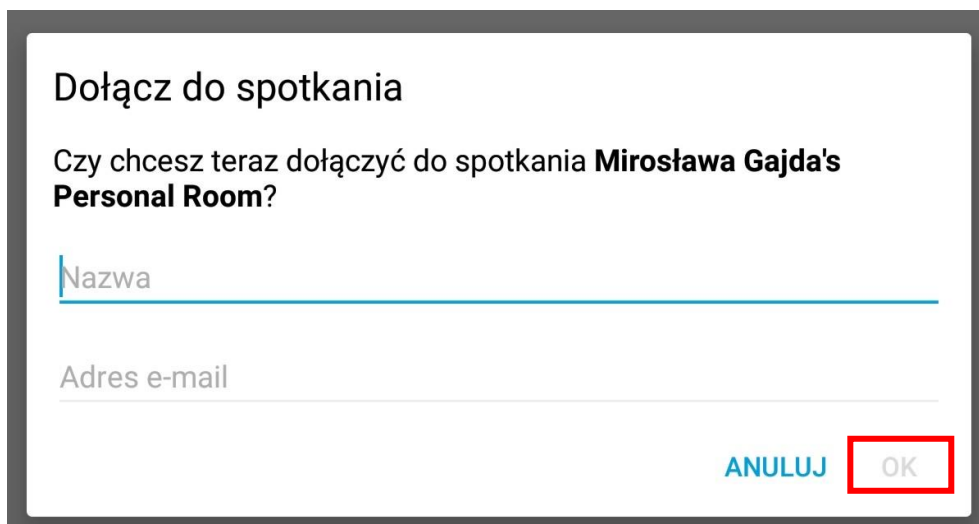 Dołącz do spotkania
Czy chcesz teraz dołączyć do spotkania Mirosława Gajda's
Personal Room?
Nazwa
Adres e-mail
ANULUJ OK